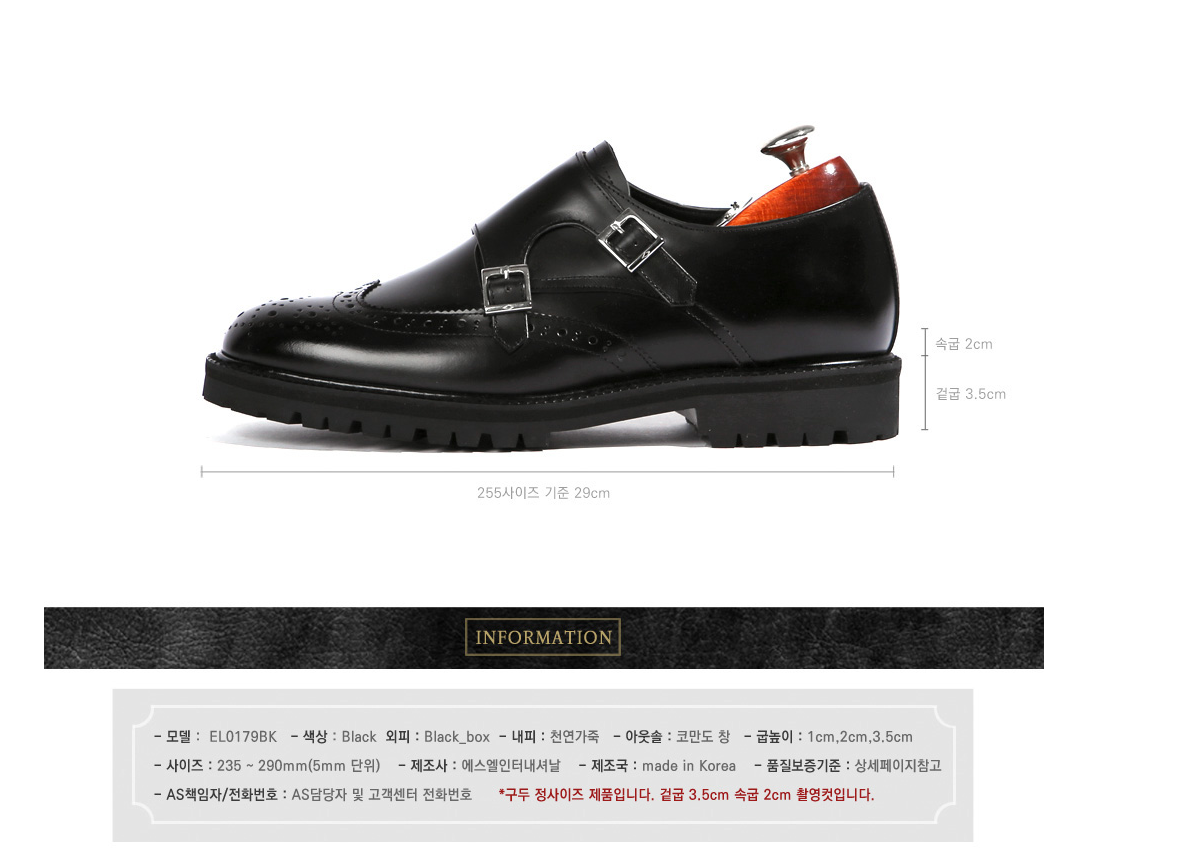 속굽 2cm
겉굽 3.5cm
255사이즈 기준 29cm
INFORMATION
- 모델 : EL0179BK - 색상 : Black 외피 : Black_box - 내피 : 천연가죽 - 아웃솔 : 코만도 창 - 굽높이 : 1cm,2cm,3.5cm
- 사이즈 : 235 ~ 290mm(5mm 단위) - 제조사 : 에스엘인터내셔날 - 제조국 : made in Korea - 품질보증기준 : 상세페이지참고
- AS책임자/전화번호 : AS담당자 및 고객센터 전화번호 *구두 정사이즈 제품입니다. 겉굽 3.5cm 속굽 2cm 촬영컷입니다.